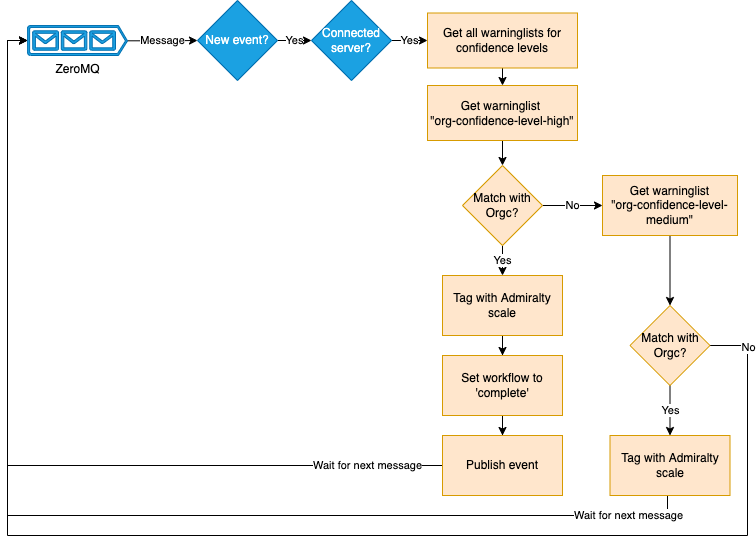 Message
New event?
Yes
Connected
server?
Yes
Get all warninglists for
confidence levels
ZeroMQ
Get warninglist
"org-confidence-level-high"
Match with
Orgc?
No
Get warninglist
"org-confidence-level-
medium"
Yes
Tag with Admiralty
scale
Match with
Orgc?
No
Set workflow to
'complete'
Yes
Publish event
Wait for next message
Tag with Admiralty
scale
Wait for next message